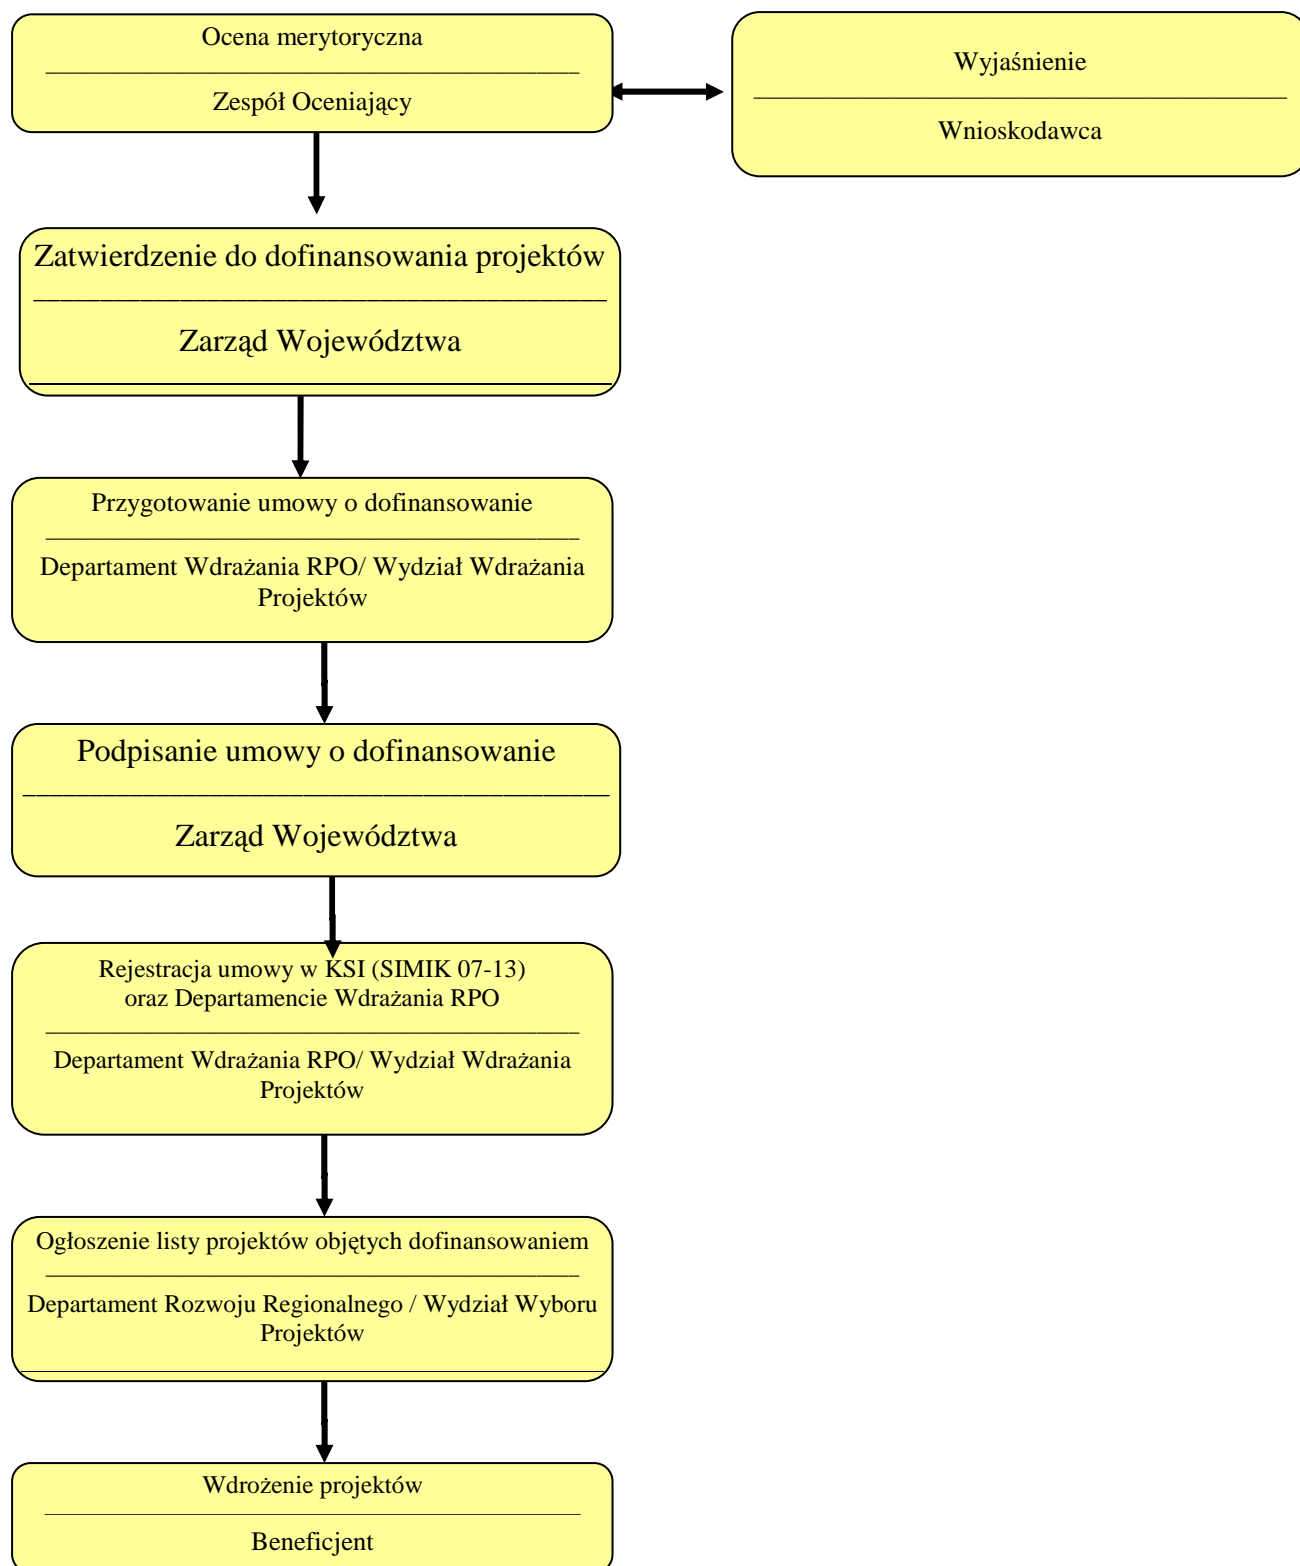 Ocena merytoryczna
Zespół Oceniający
Wyjaśnienie
Wnioskodawca
Zatwierdzenie do dofinansowania projektów
Zarząd Województwa
Przygotowanie umowy o dofinansowanie
Departament Wdrażania RPO/ Wydział Wdrażania
Projektów
Podpisanie umowy o dofinansowanie
Zarząd Województwa
Rejestracja umowy w KSI (SIMIK 07-13)
oraz Departamencie Wdrażania RPO
Departament Wdrażania RPO/ Wydział Wdrażania
Projektów
Ogłoszenie listy projektów objętych dofinansowaniem
Departament Rozwoju Regionalnego / Wydział Wyboru
Projektów
Wdrożenie projektów
Beneficjent